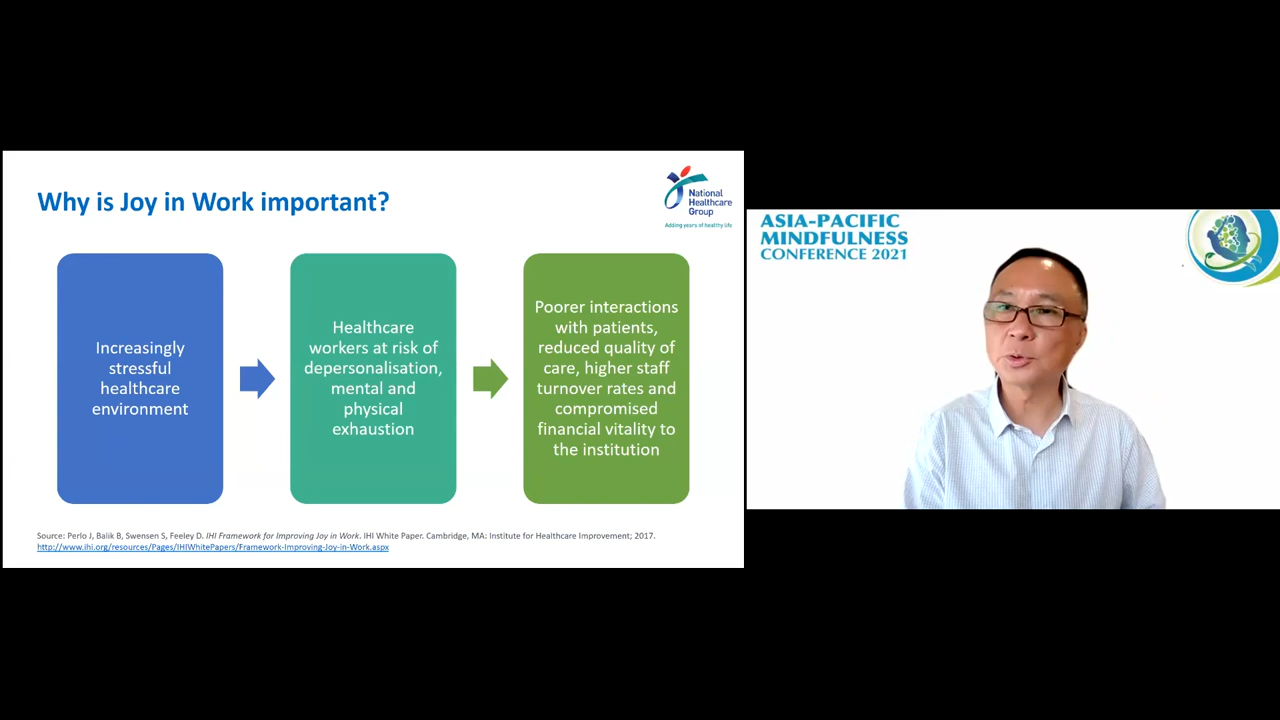 Why is Joy in Work important?
National
Healthcare
Group
Adding years of healthy life
Increasingly
stressful
healthcare
environment
Healthcare
workers at risk of
depersonalisation,
mental and
physical
exhaustion
Poorer interactions
with patients,
reduced quality of
care, higher staff
turnover rates and
compromised
financial vitality to
the institution
Source: Perlo J, Balik B, Swensen S, Feeley D. IHI Framework for Improving Joy in Work. IHI White Paper. Cambridge, MA: Institute for Healthcare Improvement; 2017.
http://www.ihi.org/resources/Pages/IHIWhitePapers/Framework-Improving-Joy-in-Work.aspx
ASIA-PACIFIC
MINDFULNESS
CONFERENCE 2021